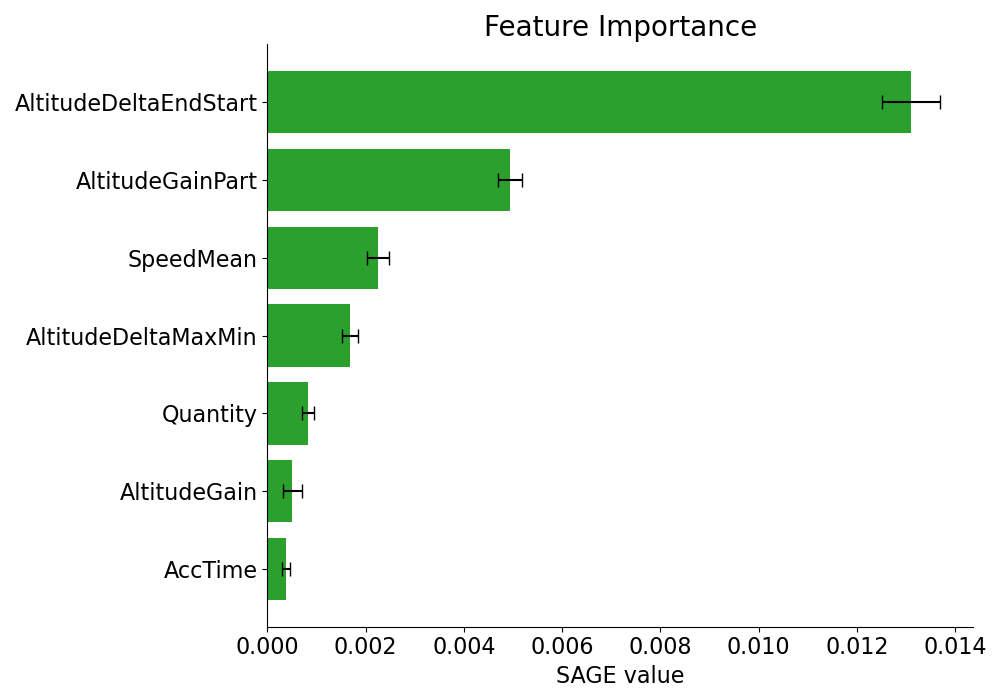 Feature Importance
AltitudeDeltaEndStart
AltitudeGainPart
SpeedMean
AltitudeDeltaMaxMin
Quantity
AltitudeGain
AccTime
0.000 0.002 0.004 0.006 0.008 0.010 0.012 0.014
SAGE value